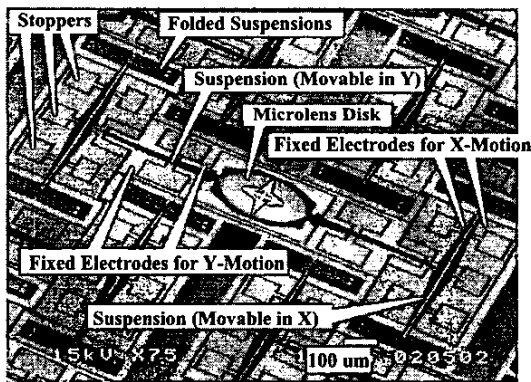 Stoppers
Folded Suspensions
Suspension (Movable in Y)
Microlens Disk
Fixed Electrodes for X-Motion
Fixed Electrodes for Y-Motion
Suspension (Movable in X)
15kV X75
100 um
020502